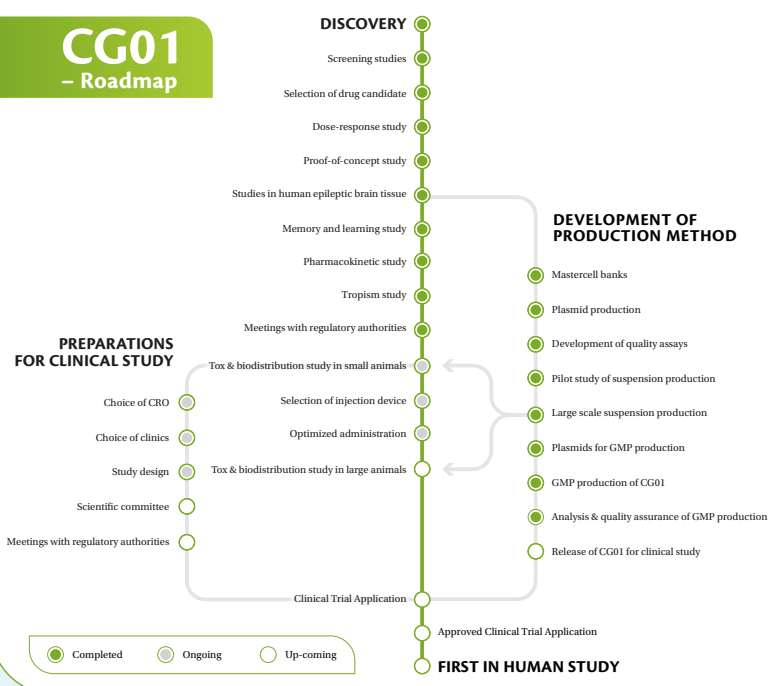 CG01
– Roadmap
DISCOVERY
Screening studies
Selection of drug candidate
Dose-response study
Proof-of-concept study
Studies in human epileptic brain tissue
Memory and learning study
Pharmacokinetic study
Tropism study
Meetings with regulatory authorities
Tox & biodistribution study in small animals
Selection of injection device
Optimized administration
Tox & biodistribution study in large animals
Clinical Trial Application
Approved Clinical Trial Application
FIRST IN HUMAN STUDY
DEVELOPMENT OF
PRODUCTION METHOD
Mastercell banks
Plasmid production
Development of quality assays
Pilot study of suspension production
Large scale suspension production
Plasmids for GMP production
GMP production of CG01
Analysis & quality assurance of GMP production
Release of CG01 for clinical study
PREPARATIONS
FOR CLINICAL STUDY
Choice of CRO
Choice of clinics
Study design
Scientific committee
Meetings with regulatory authorities
Completed
Ongoing
Up-coming